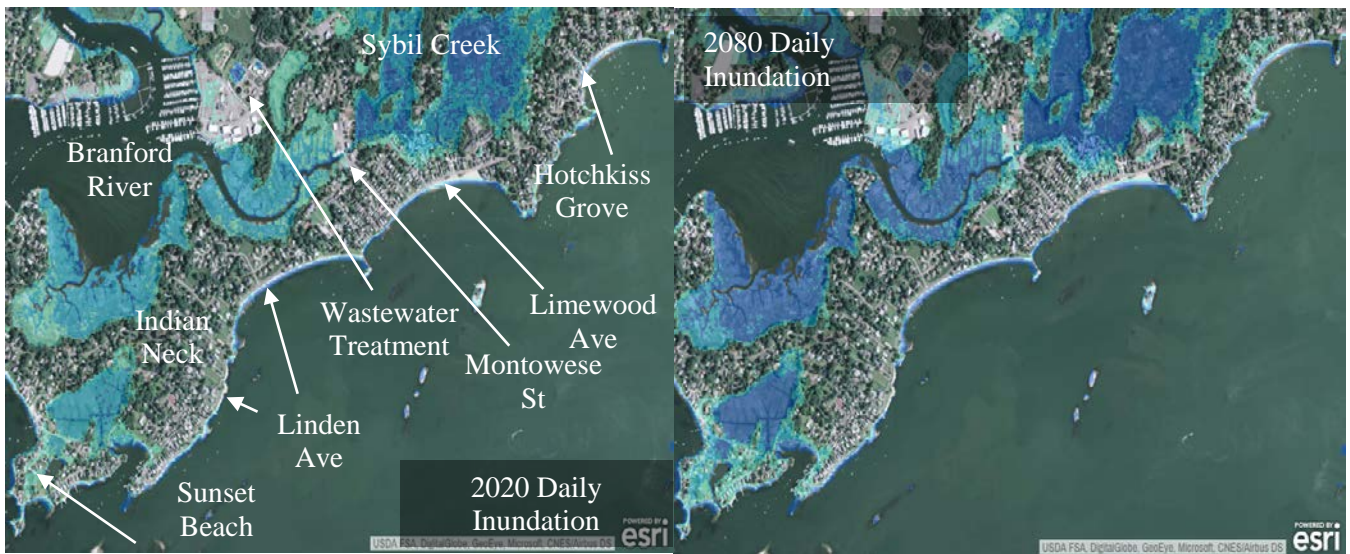 Sybil Creek
Branford
River
Hotchkiss
Grove
Wastewater
Treatment
Limewood
Ave
Indian
Neck
Montowese
St
Linden
Ave
Sunset
Beach
2020 Daily
Inundation
POWERED BY
esri
USDA FSA, DigitalGlobe, GeoEye, Microsoft, CNES/Airbus DS
2080 Daily
Inundation
POWERED BY
esri
USDA FSA, DigitalGlobe, GeoEye, Microsoft, CNES/Airbus DS